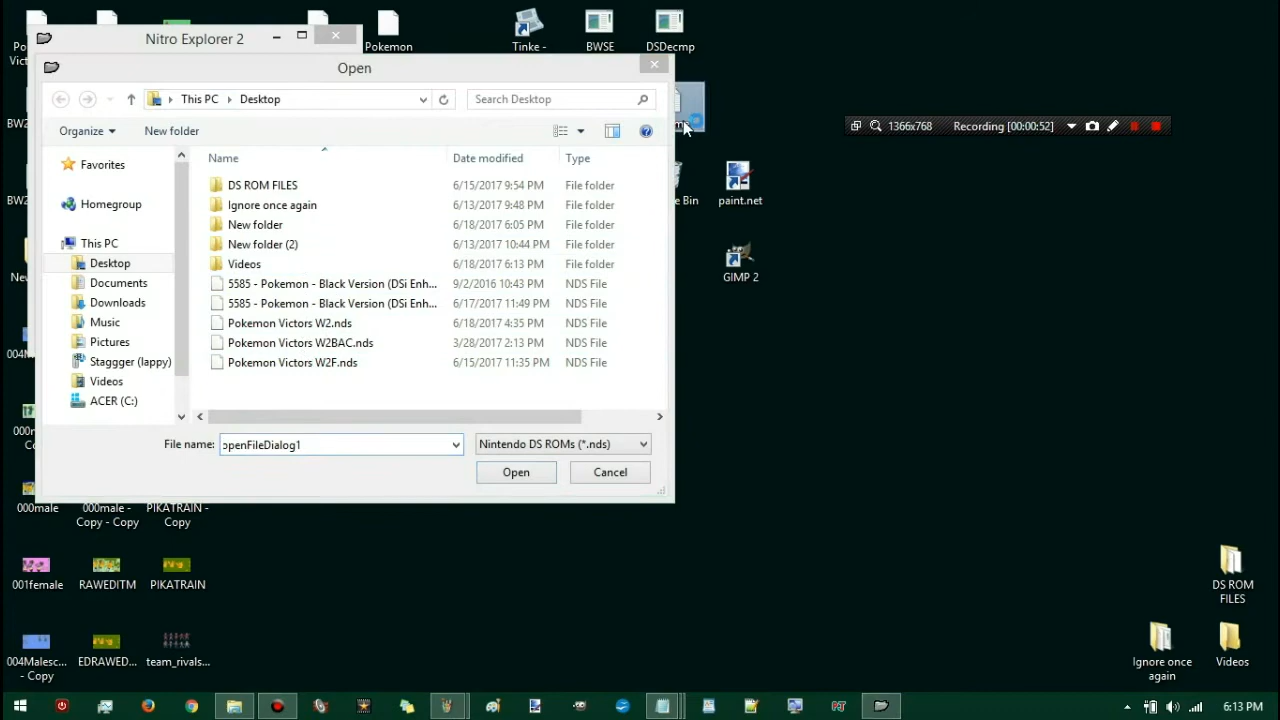 Nitro Explorer 2
Pokemon
Tinke -
BWSE
DSDecmp
Open
This PC
Desktop
Search Desktop
1366x768
Recording [00:00:52]
Organize
New folder
Name
Date modified
Type
Favorites
Homegroup
This PC
Desktop
Documents
Downloads
Music
Pictures
Staggger (lappy)
Videos
ACER (C:)
DS ROM FILES 6/15/2017 9:54 PM File folder
Ignore once again 6/13/2017 9:48 PM File folder
New folder 6/18/2017 6:05 PM File folder
New folder (2) 6/13/2017 10:44 PM File folder
Videos 6/18/2017 6:13 PM File folder
5585 - Pokemon - Black Version (DSi Enh... 9/2/2016 10:43 PM NDS File
5585 - Pokemon - Black Version (DSi Enh... 6/17/2017 11:49 PM NDS File
Pokemon Victors W2.nds 6/18/2017 4:35 PM NDS File
Pokemon Victors W2BAC.nds 3/28/2017 2:13 PM NDS File
Pokemon Victors W2F.nds 6/15/2017 11:35 PM NDS File
File name:
openFileDialog1
Nintendo DS ROMs (*.nds)
Open
Cancel
e Bin
paint.net
GIMP 2
000male
000male - Copy - Copy
PIKATRAIN - Copy
001female
RAWEDITM
PIKATRAIN
004Malesc... - Copy
EDRAWED...
team_rivals...
DS ROM
FILES
Ignore once
again
Videos
6:13 PM